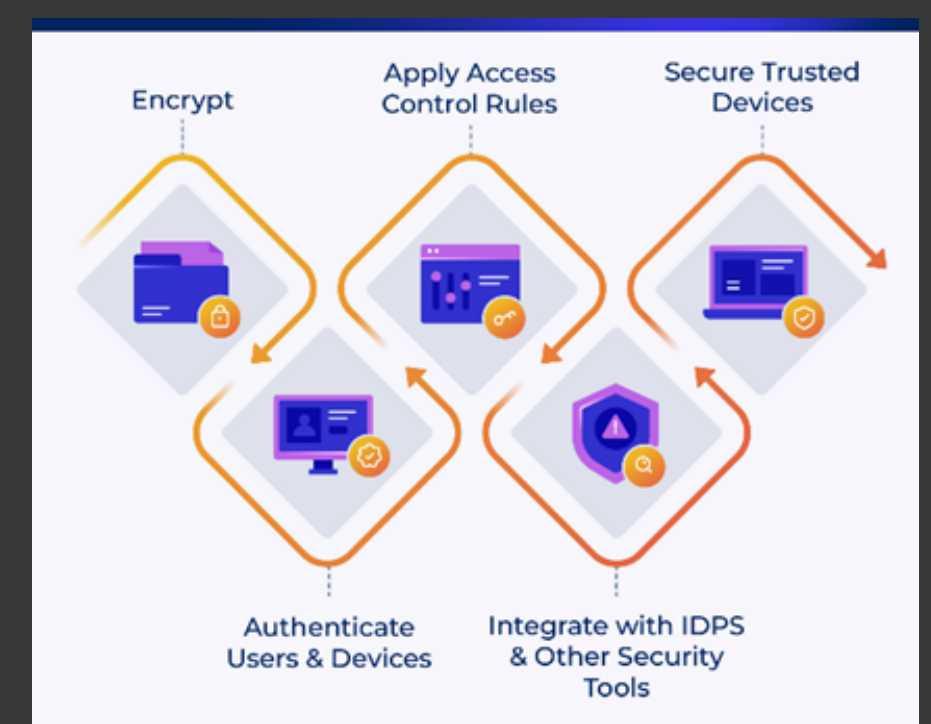 Encrypt
Apply Access
Control Rules
Secure Trusted
Devices
Authenticate
Users & Devices
Integrate with IDPS
& Other Security
Tools